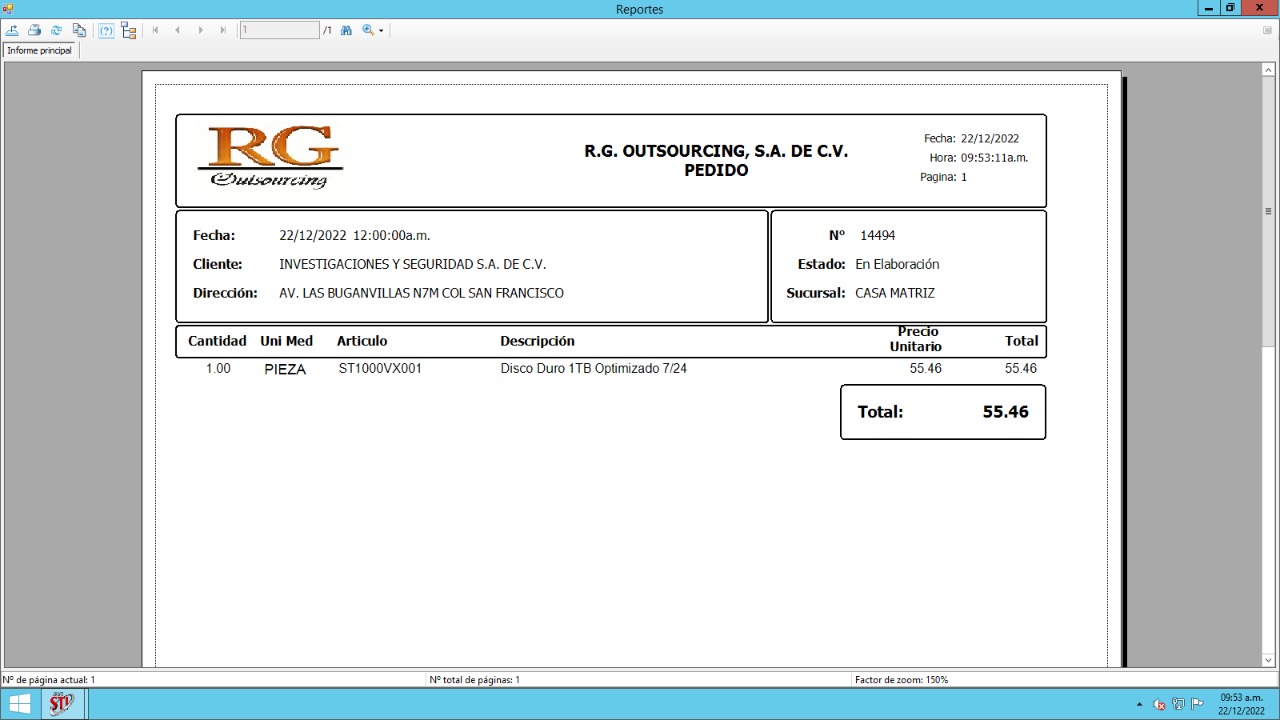 Reportes
1 /1
Informe principal
RG
Outsourcing
R.G. OUTSOURCING, S.A. DE C.V.
PEDIDO
Fecha: 22/12/2022
Hora: 09:53:11a.m.
Pagina: 1
Fecha: 22/12/2022 12:00:00a.m.
Cliente: INVESTIGACIONES Y SEGURIDAD S.A. DE C.V.
Dirección: AV. LAS BUGANVILLAS N7M COL SAN FRANCISCO
Nº 14494
Estado: En Elaboración
Sucursal: CASA MATRIZ
Cantidad Uni Med Articulo Descripción Precio Unitario Total
1.00 PIEZA ST1000VX001 Disco Duro 1TB Optimizado 7/24 55.46 55.46
Total: 55.46
Nº de página actual: 1 Nº total de páginas: 1 Factor de zoom: 150%
09:53 a.m.
22/12/2022